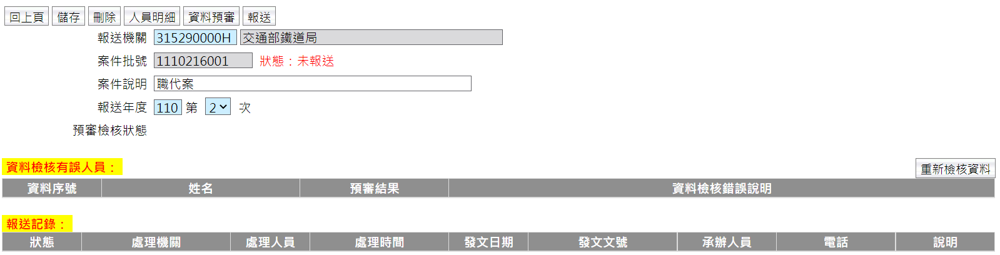 回上頁 儲存 刪除 人員明細 資料預審 報送
報送機關 315290000H 交通部鐵道局
案件批號 1110216001 狀態：未報送
案件說明 職代案
報送年度 110 第 2 次
預審檢核狀態
資料檢核有誤人員： 重新檢核資料
資料序號 姓名 預審結果 資料檢核錯誤說明
報送記錄：
狀態 處理機關 處理人員 處理時間 發文日期 發文文號 承辦人員 電話 說明